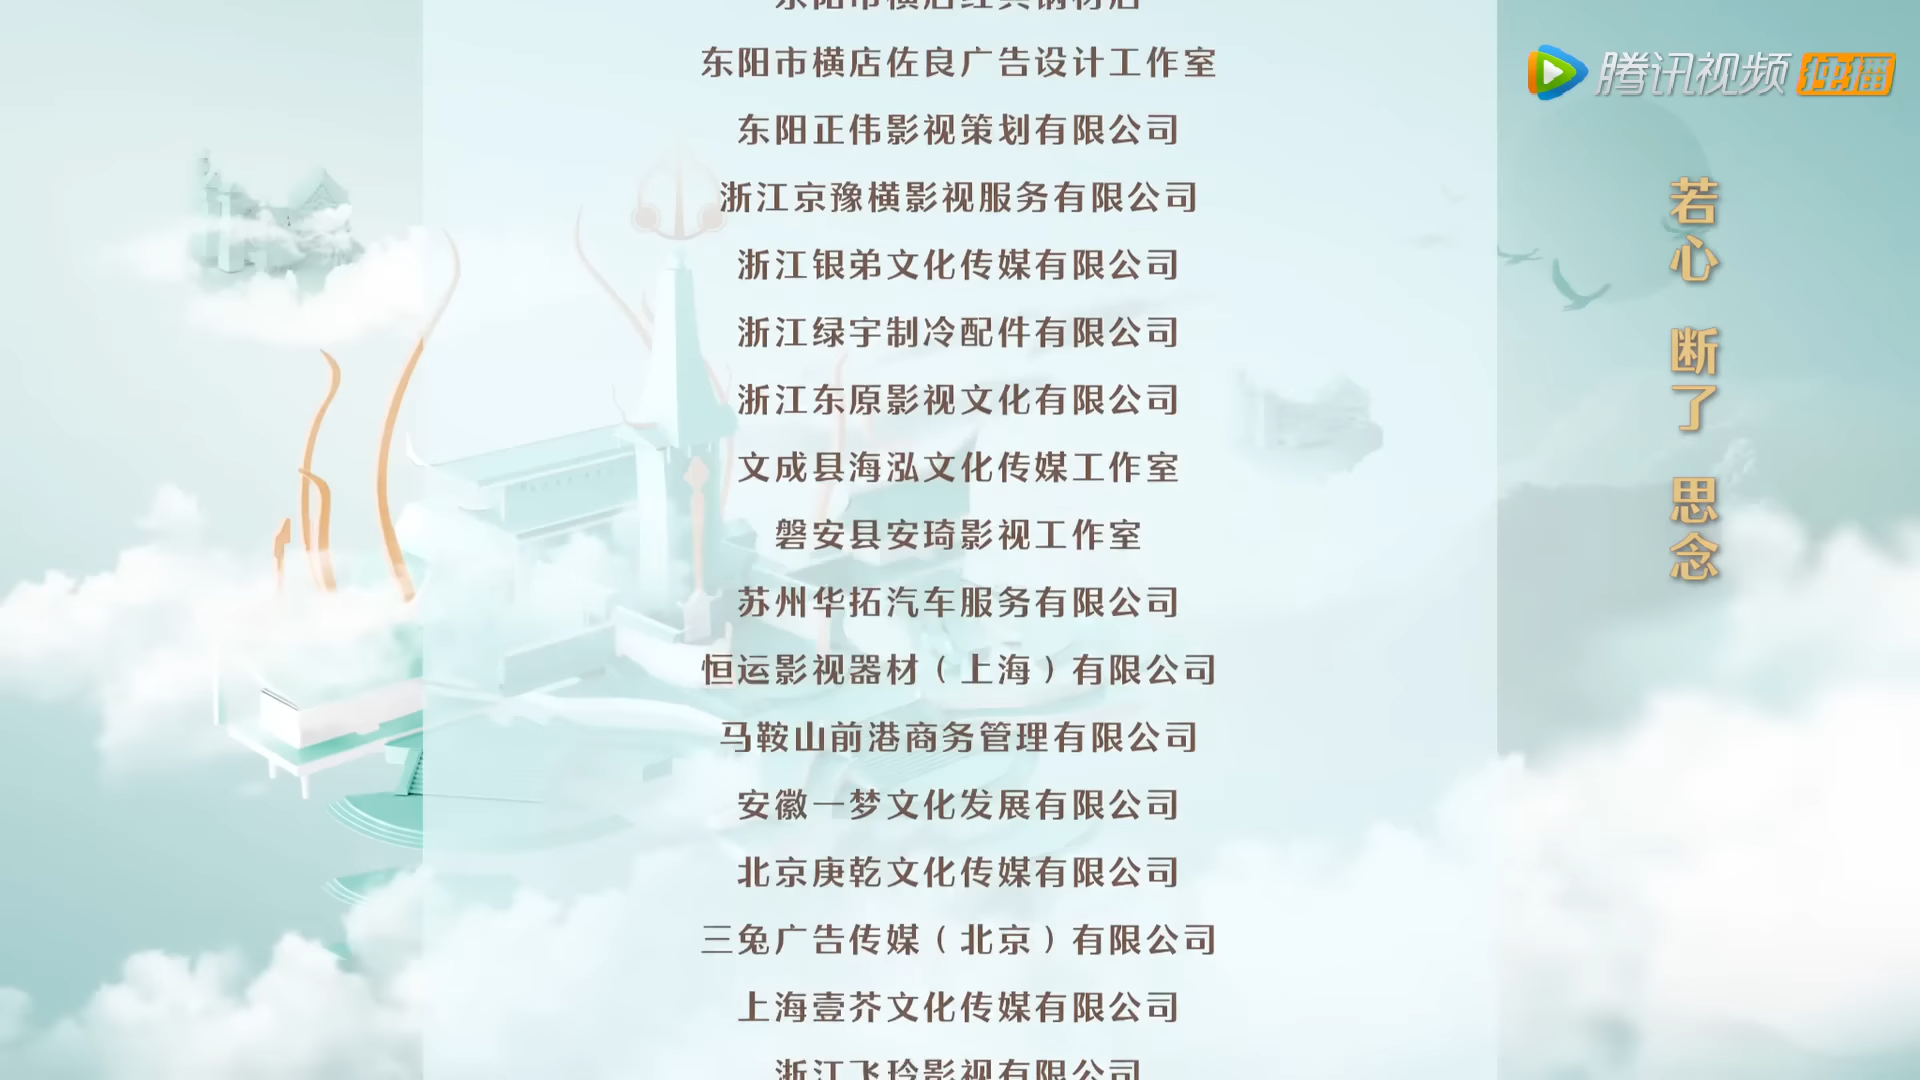 东阳市横店佐良广告设计工作室
东阳正伟影视策划有限公司
浙江京豫横影视服务有限公司
浙江银弟文化传媒有限公司
浙江绿宇制冷配件有限公司
浙江东原影视文化有限公司
文成县海泓文化传媒工作室
磐安县安琦影视工作室
苏州华拓汽车服务有限公司
恒运影视器材（上海）有限公司
马鞍山前港商务管理有限公司
安徽一梦文化发展有限公司
北京庚乾文化传媒有限公司
三兔广告传媒（北京）有限公司
上海壹芥文化传媒有限公司
浙江飞玲影视有限公司
腾讯视频 独播
若心 断了 思念